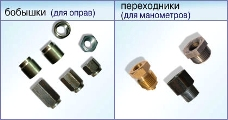 бобышки (для оправ)
переходники
(для манометров)